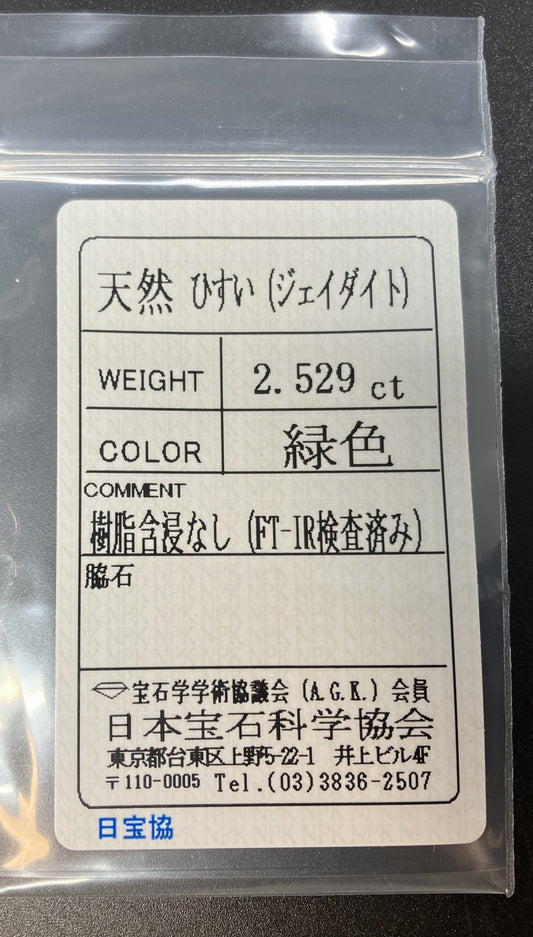 天然 ひすい (ジェイダイト)
WEIGHT 2.529 ct
COLOR 緑色
COMMENT
樹脂含浸なし (FT-IR検査済み)
脇石
宝石学学術協議会 (A.G.K.) 会員
日本宝石科学協会
東京都台東区上野5-22-1 井上ビル4F
〒110-0005 Tel.(03)3836-2507
日宝協